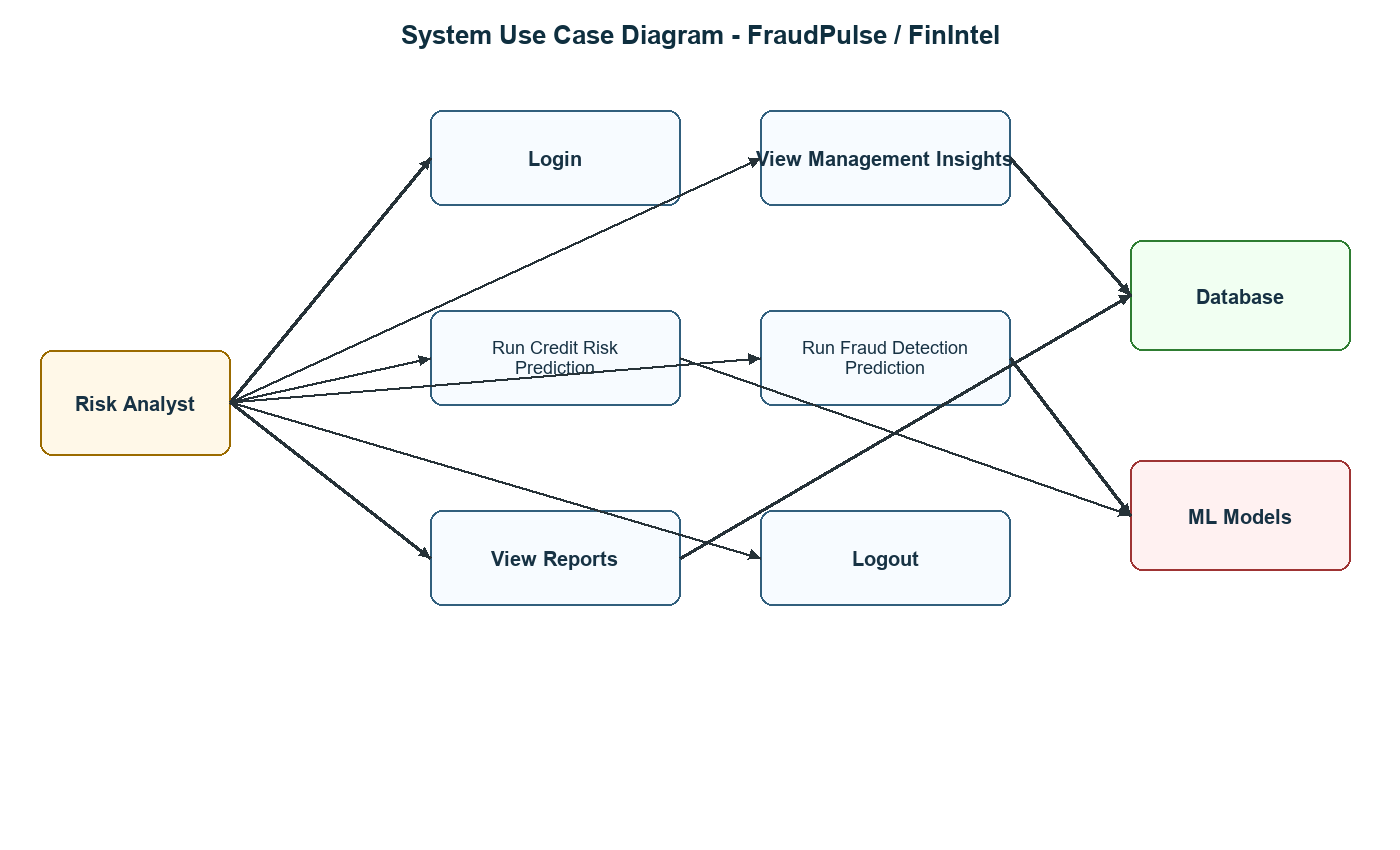 System Use Case Diagram - FraudPulse / FinIntel
Login
View Management Insights
Database
Run Credit Risk
Prediction
Run Fraud Detection
Prediction
Risk Analyst
ML Models
View Reports
Logout